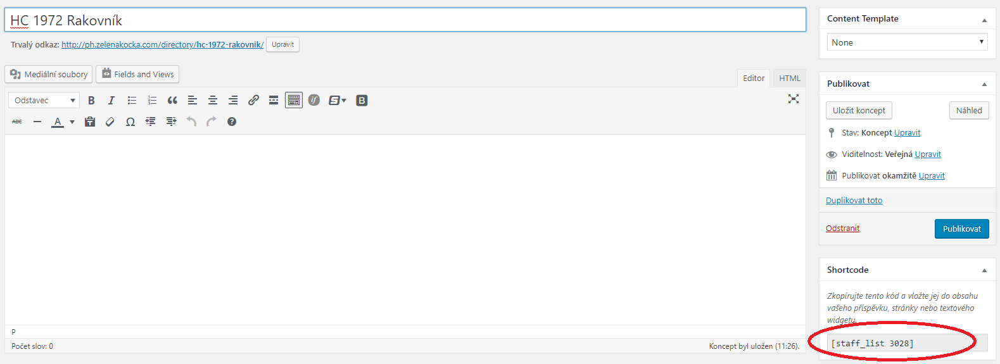 HC 1972 Rakovník
Trvalý odkaz: http://ph.zelenakocka.com/directory/hc-1972-rakovnik/ Upravit
Mediální soubory Fields and Views
Editor HTML
Odstavec B I “ if S B
ABC A T Ω ?
P
Počet slov: 0 Koncept byl uložen (11:26).
Content Template
None
Publikovat
Uložit koncept Náhled
Stav: Koncept Upravit
Viditelnost: Veřejná Upravit
Publikovat okamžitě Upravit
Duplikovat toto
Odstranit Publikovat
Shortcode
Zkopírujte tento kód a vložte jej do obsahu
vašeho příspěvku, stránky nebo textového
widgetu.
[staff_list 3028]